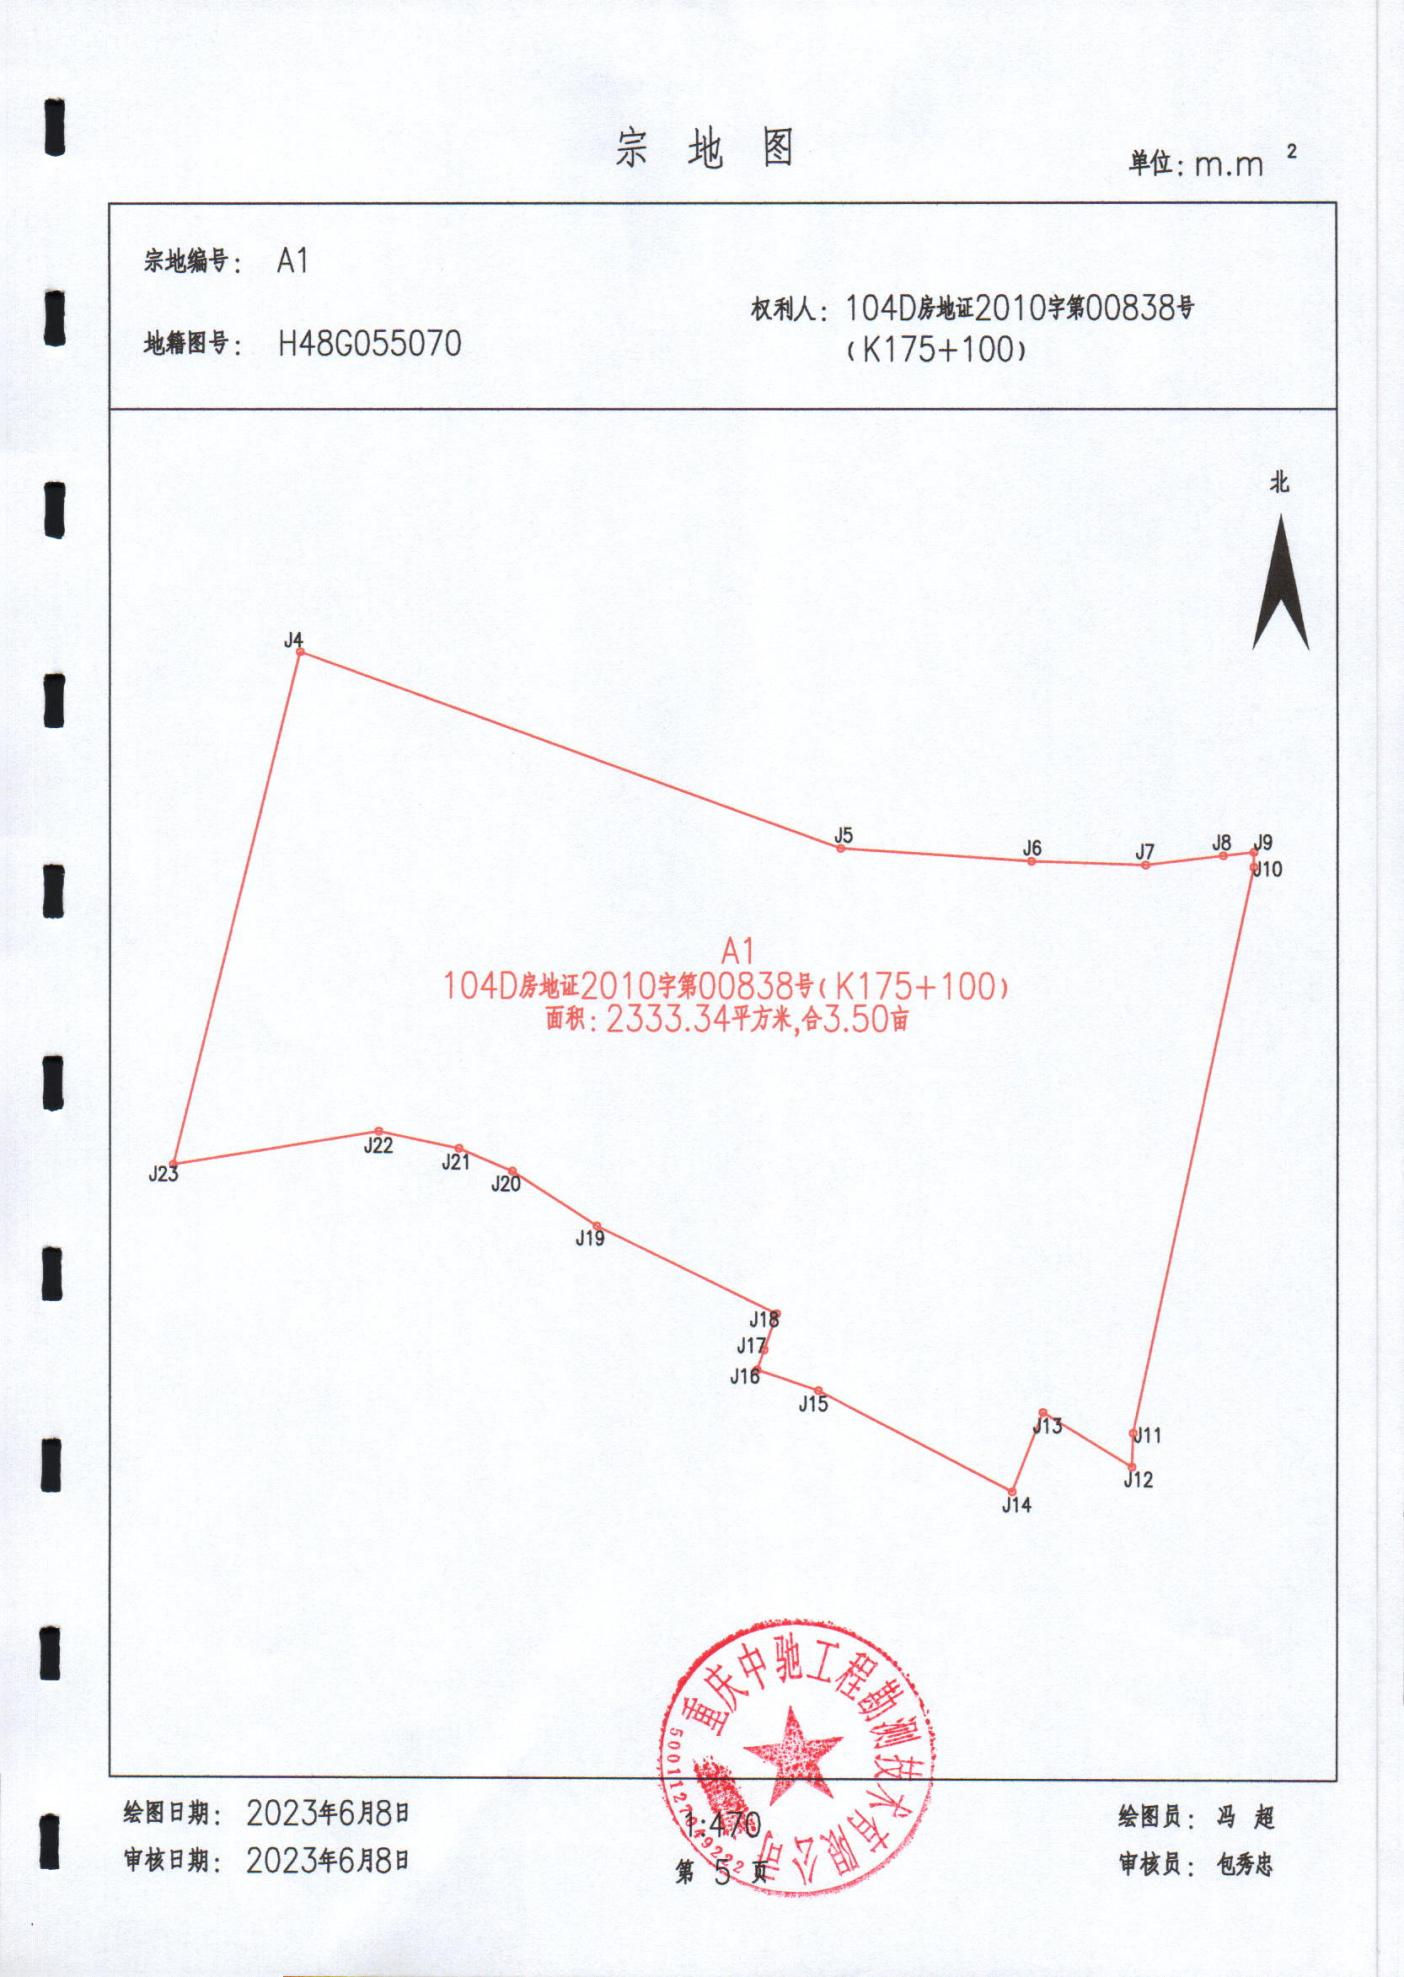 宗地图
单位：m.m²
宗地编号： A1
权利人：104D房地证2010字第00838号
（K175+100）
地籍图号： H48G055070
北
J4
J5
J6
J7
J8
J9
J10
A1
104D房地证2010字第00838号（K175+100）
面积：2333.34平方米,合3.50亩
J22
J21
J23
J20
J19
J18
J17
J16
J15
J13
J11
J12
J14
重庆中驰工程勘测技术有限公司
5001127049222
绘图日期： 2023年6月8日
1:470
绘图员： 冯 超
审核日期： 2023年6月8日
第 5 页
审核员： 包秀忠